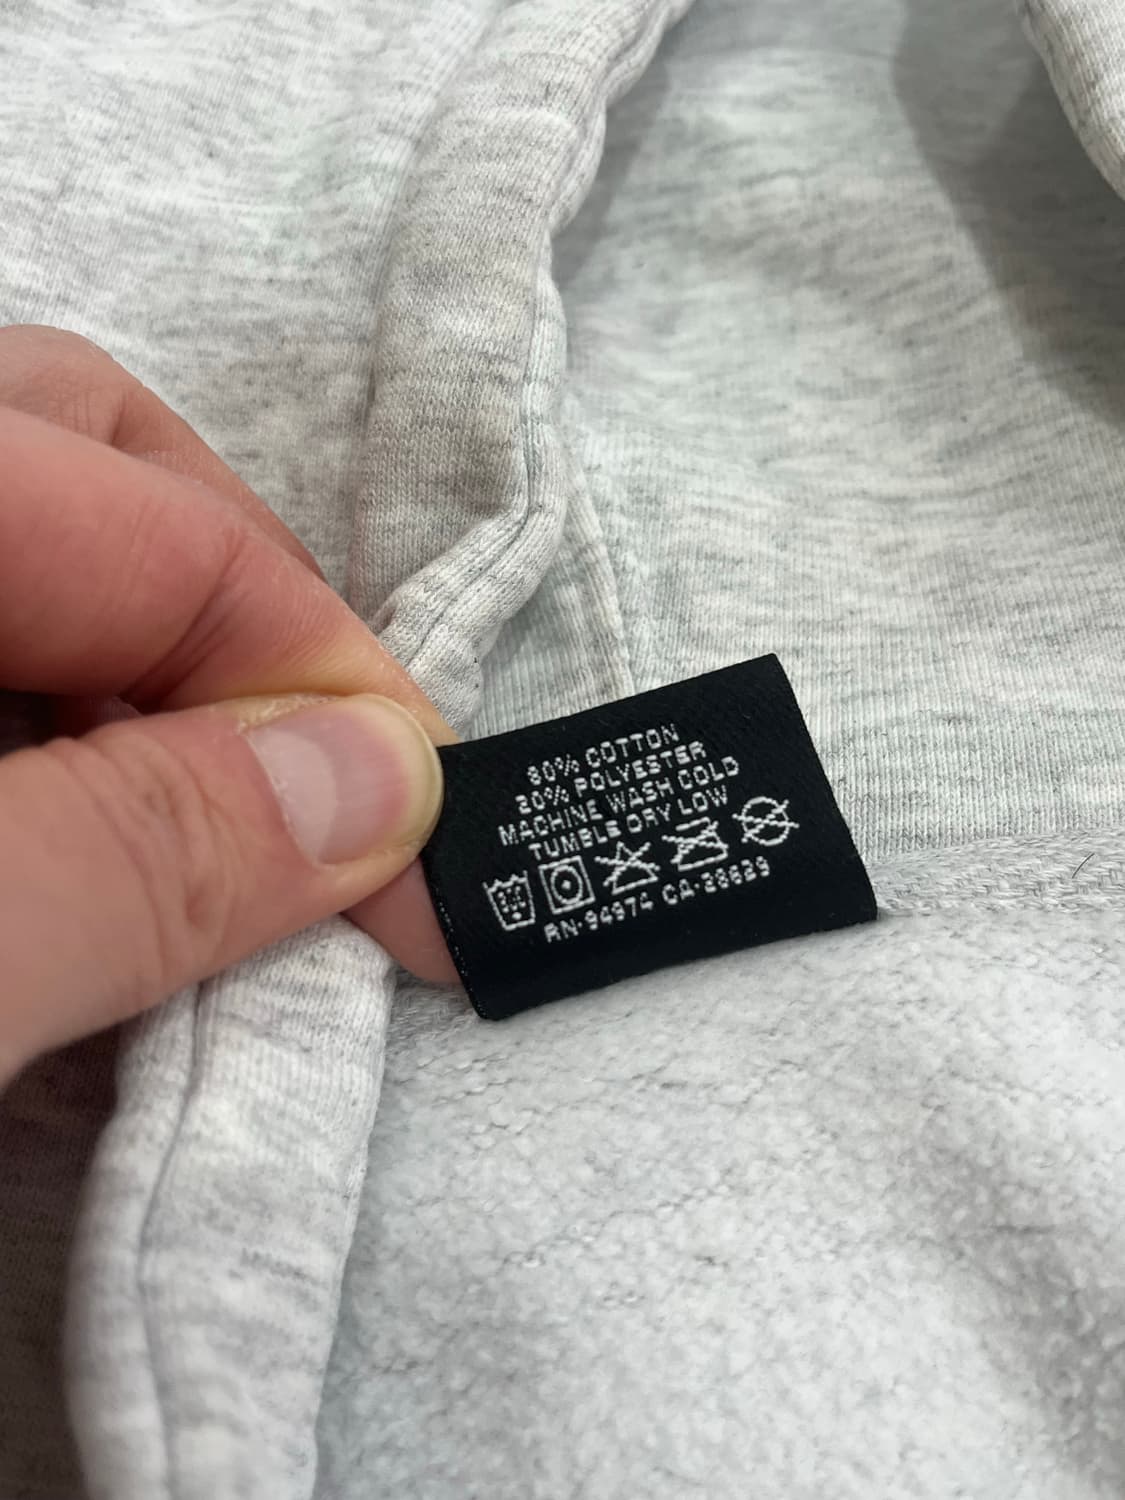 80% COTTON
20% POLYESTER
MACHINE WASH COLD
TUMBLE DRY LOW
RN-94974 CA-28629